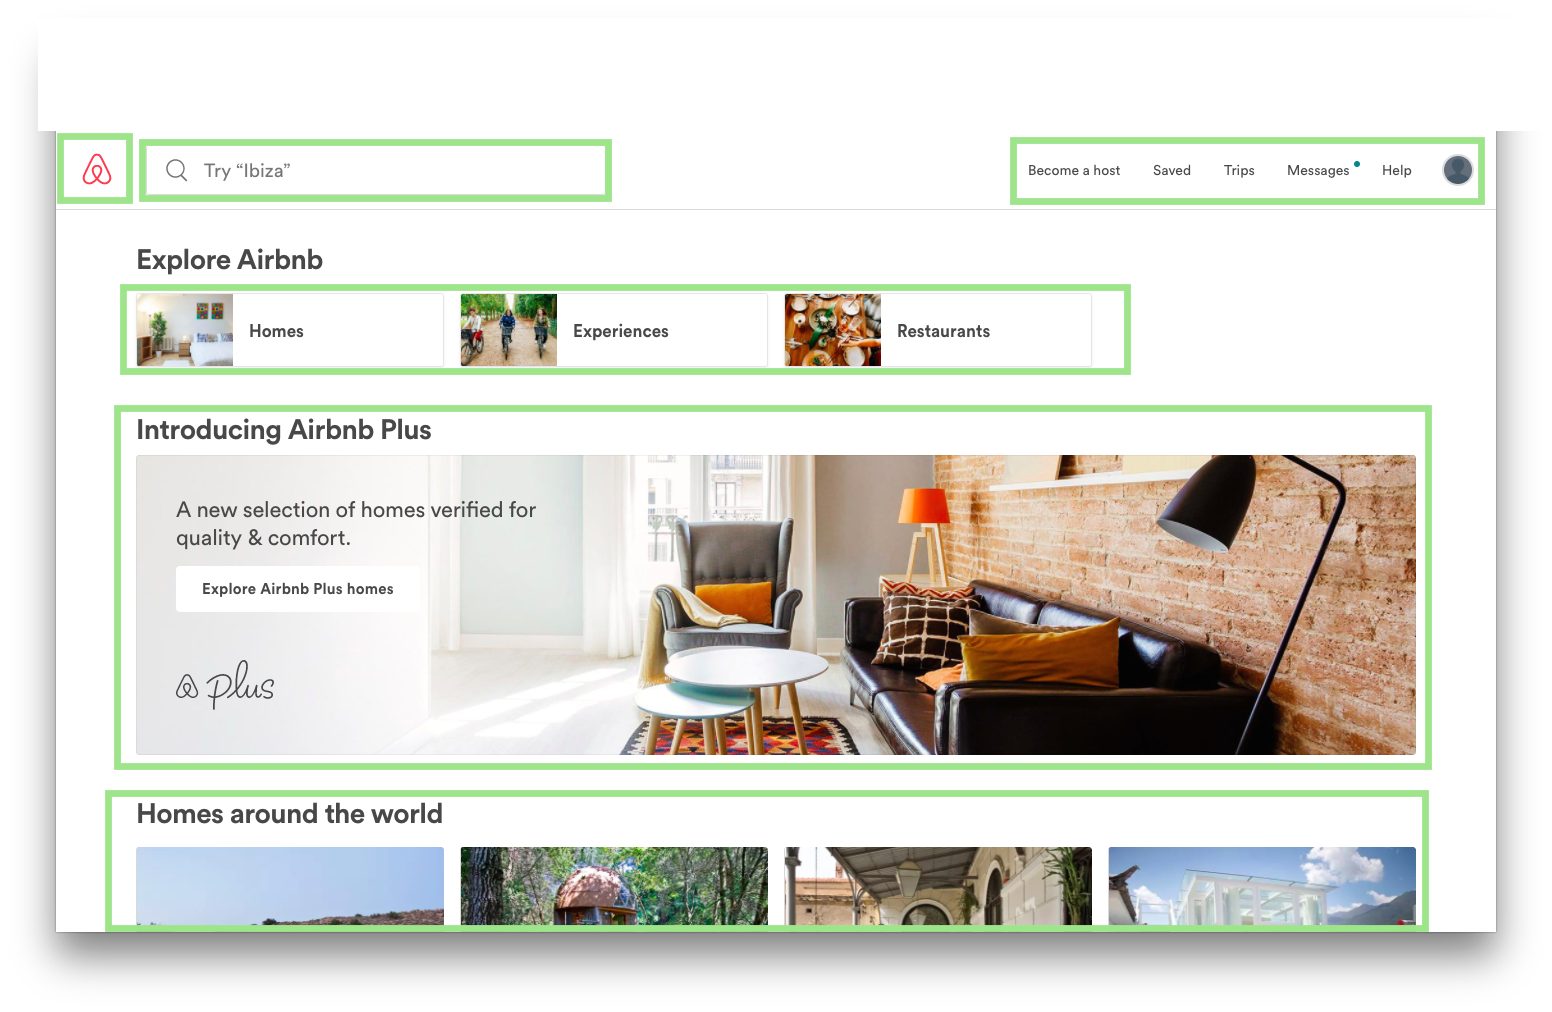 Try “Ibiza”
Become a host Saved Trips Messages Help
Explore Airbnb
Homes Experiences Restaurants
Introducing Airbnb Plus
A new selection of homes verified for
quality & comfort.
Explore Airbnb Plus homes
plus
Homes around the world